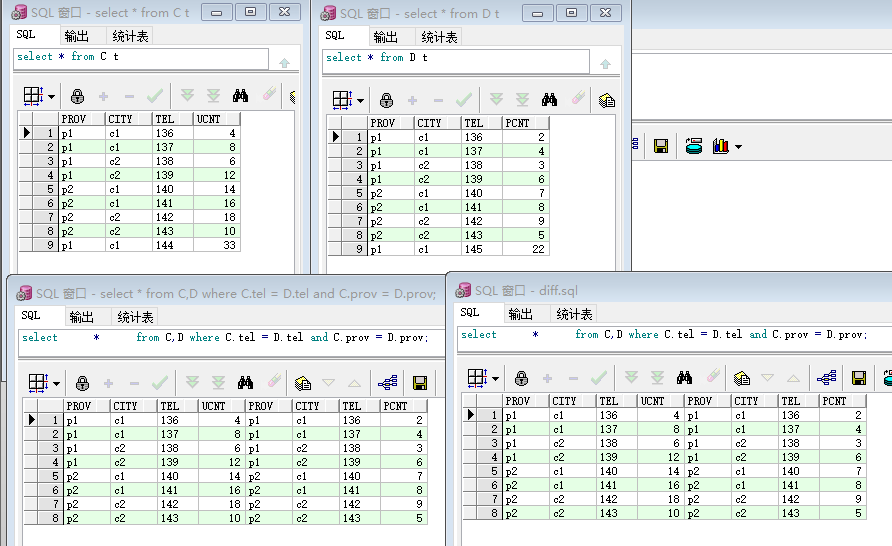 SQL 窗口 - select * from C t
SQL 输出 统计表
select * from C t
PROV CITY TEL UCNT
1 p1 c1 136 4
2 p1 c1 137 8
3 p1 c2 138 6
4 p1 c2 139 12
5 p2 c1 140 14
6 p2 c1 141 16
7 p2 c2 142 18
8 p2 c2 143 10
9 p1 c1 144 33
SQL 窗口 - select * from D t
SQL 输出 统计表
select * from D t
PROV CITY TEL PCNT
1 p1 c1 136 2
2 p1 c1 137 4
3 p1 c2 138 3
4 p1 c2 139 6
5 p2 c1 140 7
6 p2 c1 141 8
7 p2 c2 142 9
8 p2 c2 143 5
9 p1 c1 145 22
SQL 窗口 - select * from C,D where C.tel = D.tel and C.prov = D.prov;
SQL 输出 统计表
select * from C,D where C.tel = D.tel and C.prov = D.prov;
PROV CITY TEL UCNT PROV CITY TEL PCNT
1 p1 c1 136 4 p1 c1 136 2
2 p1 c1 137 8 p1 c1 137 4
3 p1 c2 138 6 p1 c2 138 3
4 p1 c2 139 12 p1 c2 139 6
5 p2 c1 140 14 p2 c1 140 7
6 p2 c1 141 16 p2 c1 141 8
7 p2 c2 142 18 p2 c2 142 9
8 p2 c2 143 10 p2 c2 143 5
SQL 窗口 - diff.sql
SQL 输出 统计表
select * from C,D where C.tel = D.tel and C.prov = D.prov;
PROV CITY TEL UCNT PROV CITY TEL PCNT
1 p1 c1 136 4 p1 c1 136 2
2 p1 c1 137 8 p1 c1 137 4
3 p1 c2 138 6 p1 c2 138 3
4 p1 c2 139 12 p1 c2 139 6
5 p2 c1 140 14 p2 c1 140 7
6 p2 c1 141 16 p2 c1 141 8
7 p2 c2 142 18 p2 c2 142 9
8 p2 c2 143 10 p2 c2 143 5